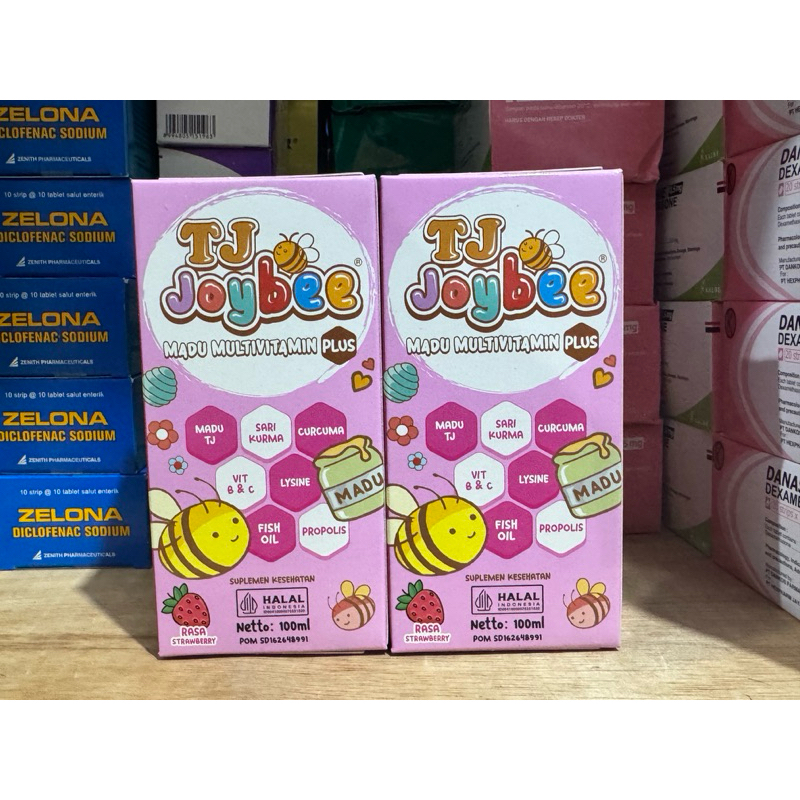 ZELONA
DICLOFENAC SODIUM
ZENITH PHARMACEUTICALS
10 strip @ 10 tablet salut enterik
ZELONA
DICLOFENAC SODIUM
ZENITH PHARMACEUTICALS
10 strip @ 10 tablet salut enterik
ZELONA
CLOFENAC SODIUM
ZENITH PHARMACEUTICALS
10 strip @ 10 tablet salut enterik
ZELONA
DICLOFENAC SODIUM
ZENITH PHARMACEUTICALS
10 strip @ 10 tablet salut enterik
ZELONA
DICLOFENAC SODIUM
ZENITH PHARMACEUTICALS
TJ
Joybee®
MADU MULTIVITAMIN PLUS
MADU TJ
SARI KURMA
CURCUMA
VIT B & C
LYSINE
FISH OIL
PROPOLIS
MADU
SUPLEMEN KESEHATAN
HALAL
INDONESIA
RASA
STRAWBERRY
Netto: 100ml
POM SD162648991
TJ
Joybee®
MADU MULTIVITAMIN PLUS
MADU TJ
SARI KURMA
CURCUMA
VIT B & C
LYSINE
FISH OIL
PROPOLIS
MADU
SUPLEMEN KESEHATAN
HALAL
INDONESIA
RASA
STRAWBERRY
Netto: 100ml
POM SD162648991
DAN
DEXA
DANA
DEXAM
DANAS
DEXAME